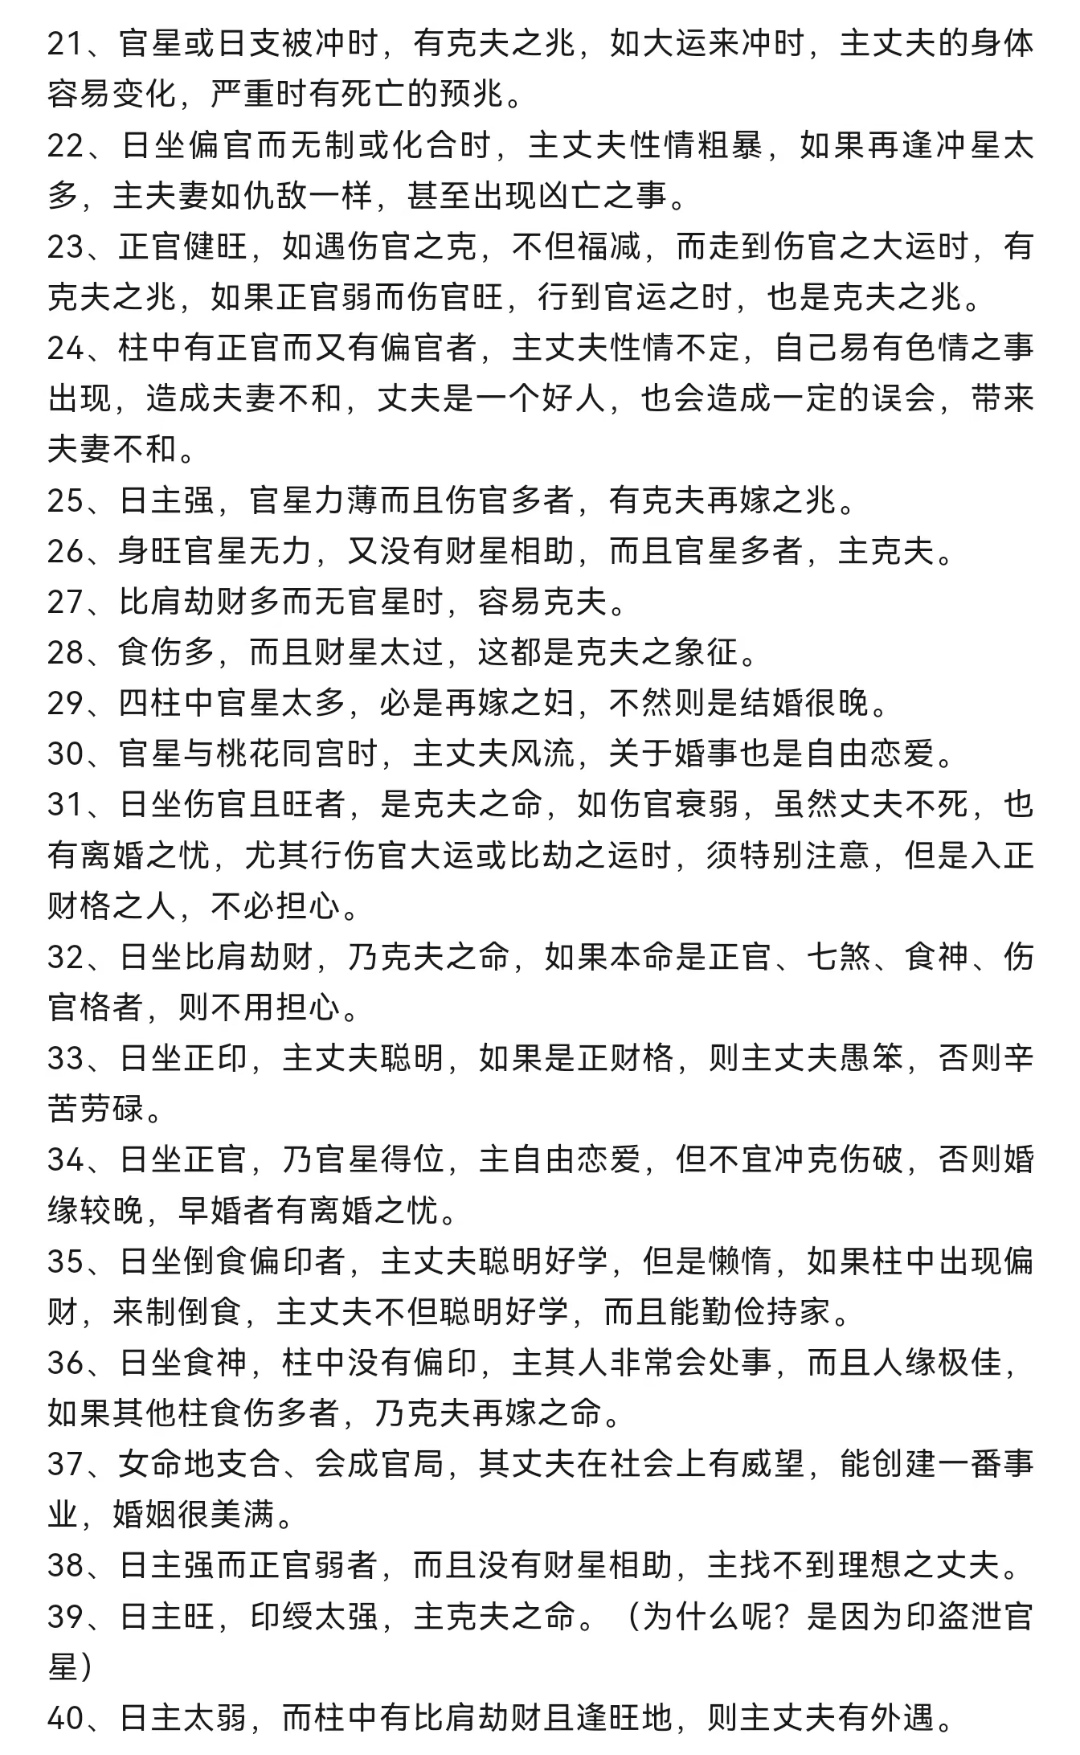 21、官星或日支被冲时，有克夫之兆，如大运来冲时，主丈夫的身体
容易变化，严重时有死亡的预兆。
22、日坐偏官而无制或化合时，主丈夫性情粗暴，如果再逢冲星太
多，主夫妻如仇敌一样，甚至出现凶亡之事。
23、正官健旺，如遇伤官之克，不但福减，而走到伤官之大运时，有
克夫之兆，如果正官弱而伤官旺，行到官运之时，也是克夫之兆。
24、柱中有正官而又有偏官者，主丈夫性情不定，自己易有色情之事
出现，造成夫妻不和，丈夫是一个好人，也会造成一定的误会，带来
夫妻不和。
25、日主强，官星力薄而且伤官多者，有克夫再嫁之兆。
26、身旺官星无力，又没有财星相助，而且官星多者，主克夫。
27、比肩劫财多而无官星时，容易克夫。
28、食伤多，而且财星太过，这都是克夫之象征。
29、四柱中官星太多，必是再嫁之妇，不然则是结婚很晚。
30、官星与桃花同宫时，主丈夫风流，关于婚事也是自由恋爱。
31、日坐伤官且旺者，是克夫之命，如伤官衰弱，虽然丈夫不死，也
有离婚之忧，尤其行伤官大运或比劫之运时，须特别注意，但是入正
财格之人，不必担心。
32、日坐比肩劫财，乃克夫之命，如果本命是正官、七煞、食神、伤
官格者，则不用担心。
33、日坐正印，主丈夫聪明，如果是正财格，则主丈夫愚笨，否则辛
苦劳碌。
34、日坐正官，乃官星得位，主自由恋爱，但不宜冲克伤破，否则婚
缘较晚，早婚者有离婚之忧。
35、日坐倒食偏印者，主丈夫聪明好学，但是懒惰，如果柱中出现偏
财，来制倒食，主丈夫不但聪明好学，而且能勤俭持家。
36、日坐食神，柱中没有偏印，主其人非常会处事，而且人缘极佳，
如果其他柱食伤多者，乃克夫再嫁之命。
37、女命地支合、会成官局，其丈夫在社会上有威望，能创建一番事
业，婚姻很美满。
38、日主强而正官弱者，而且没有财星相助，主找不到理想之丈夫。
39、日主旺，印绶太强，主克夫之命。（为什么呢？是因为印盗泄官
星）
40、日主太弱，而柱中有比肩劫财且逢旺地，则主丈夫有外遇。